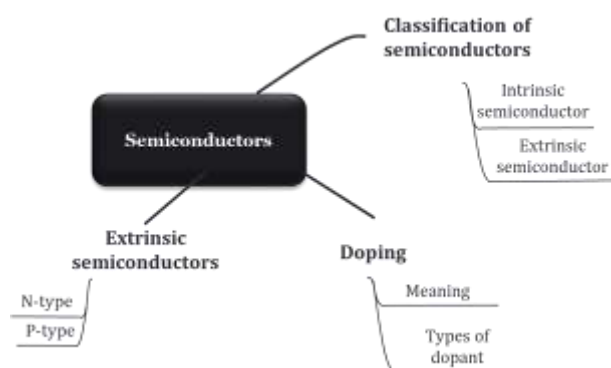 Classification of
semiconductors
Intrinsic
semiconductor
Extrinsic
semiconductor
Semiconductors
Extrinsic
semiconductors
N-type
P-type
Doping
Meaning
Types of
dopant